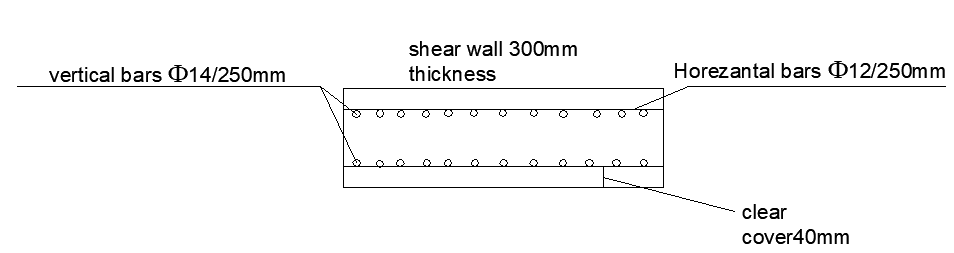 shear wall 300mm
thickness
vertical bars Φ14/250mm
Horezantal bars Φ12/250mm
clear
cover40mm